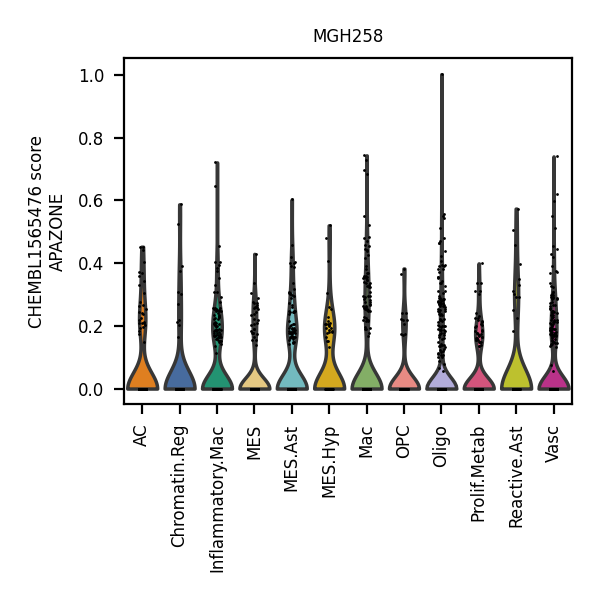 MGH258
CHEMBL1565476 score
APAZONE
1.0
0.8
0.6
0.4
0.2
0.0
AC
Chromatin.Reg
Inflammatory.Mac
MES
MES.Ast
MES.Hyp
Mac
OPC
Oligo
Prolif.Metab
Reactive.Ast
Vasc